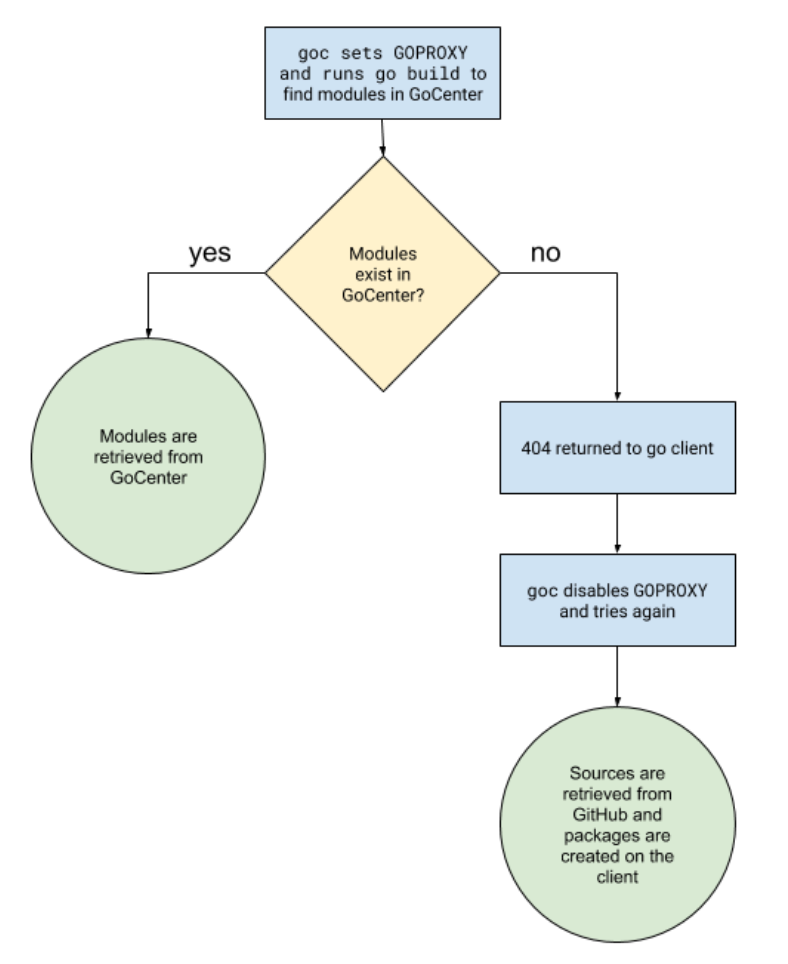 goc sets GOPROXY
and runs go build to
find modules in GoCenter
yes
Modules
exist in
GoCenter?
no
Modules are
retrieved from
GoCenter
404 returned to go client
goc disables GOPROXY
and tries again
Sources are
retrieved from
GitHub and
packages are
created on the
client